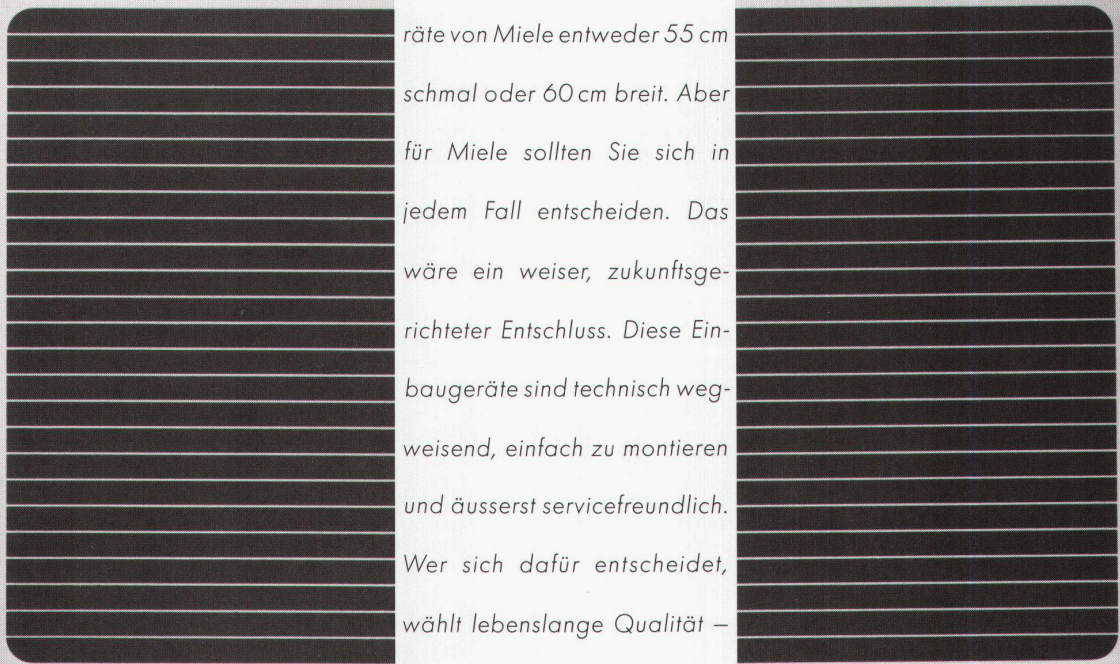 räte von Miele entweder 55 cm
schmal oder 60 cm breit. Aber
für Miele sollten Sie sich in
jedem Fall entscheiden. Das
wäre ein weiser, zukunftsge-
richteter Entschluss. Diese Ein-
baugeräte sind technisch weg-
weisend, einfach zu montieren
und äusserst servicefreundlich.
Wer sich dafür entscheidet,
wählt lebenslange Qualität –